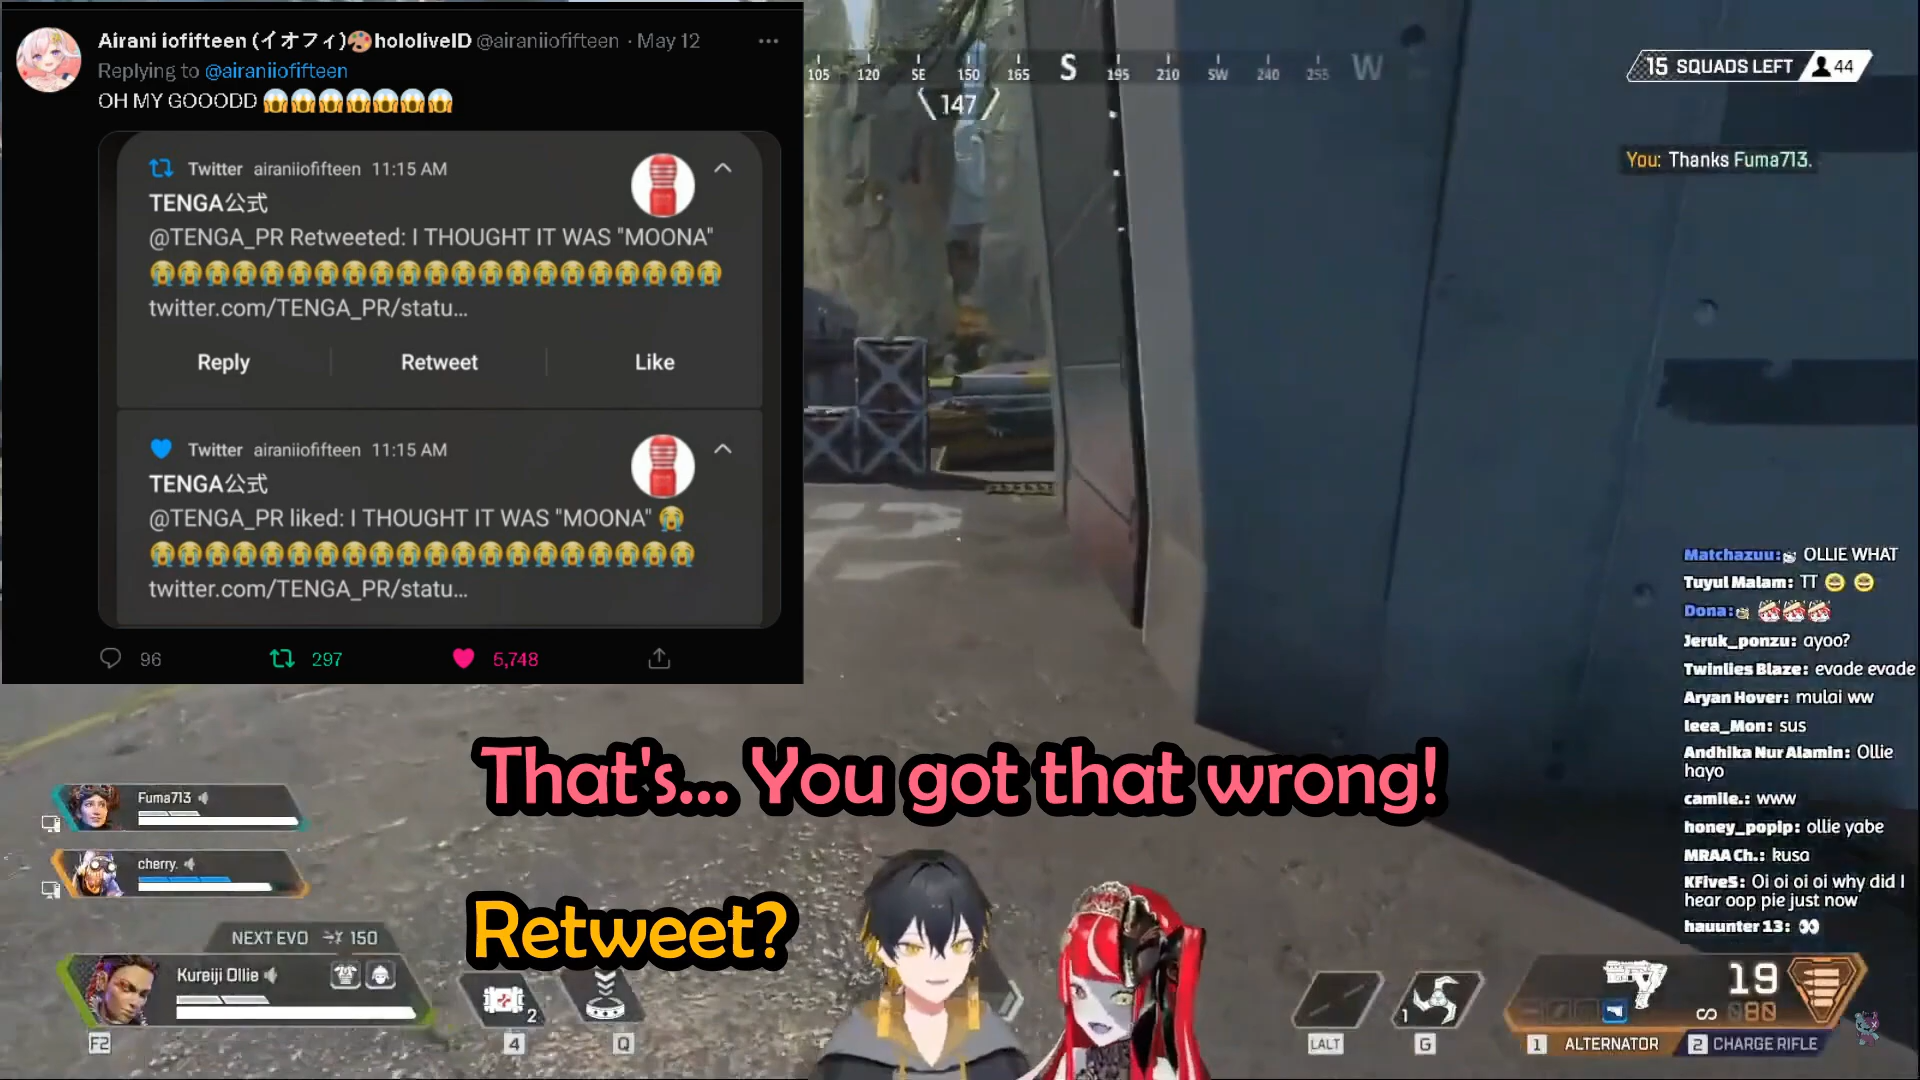 Airani iofifteen (イオフィ)🎨hololiveID @airaniiofifteen · May 12
Replying to @airaniiofifteen
OH MY GOOODD 😱😱😱😱😱😱😱
Twitter airaniiofifteen 11:15 AM
TENGA公式
@TENGA_PR Retweeted: I THOUGHT IT WAS "MOONA"
😭😭😭😭😭😭😭😭😭😭😭😭😭😭😭😭😭😭😭😭😭
twitter.com/TENGA_PR/statu...
Reply Retweet Like
Twitter airaniiofifteen 11:15 AM
TENGA公式
@TENGA_PR liked: I THOUGHT IT WAS "MOONA" 😭
😭😭😭😭😭😭😭😭😭😭😭😭😭😭😭😭😭😭😭😭
twitter.com/TENGA_PR/statu...
96 297 5,748
105 120 SE 150 165 S 195 210 SW 240 255 W
147
15 SQUADS LEFT 44
You: Thanks Fuma713.
Matchazuu: OLLIE WHAT
Tuyul Malam: TT
Dona:
Jeruk_ponzu: ayoo?
Twinlies Blaze: evade evade
Aryan Hover: mulai ww
leea_Mon: sus
Andhika Nur Alamin: Ollie
hayo
camile.: www
honey_popip: ollie yabe
MRAA Ch.: kusa
KFive5: Oi oi oi oi why did I
hear oop pie just now
hauunter 13: 👀
That's... You got that wrong!
Retweet?
Fuma713
cherry.
NEXT EVO 150
Kureiji Ollie
F2
2
4
Q
LALT
1
G
19
∞ 080
1 ALTERNATOR
2 CHARGE RIFLE